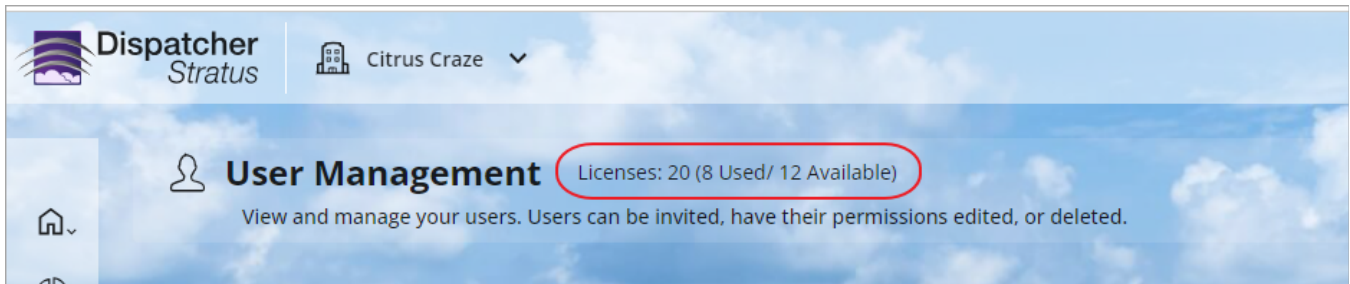 Dispatcher
Stratus
Citrus Craze
User Management Licenses: 20 (8 Used/ 12 Available)
View and manage your users. Users can be invited, have their permissions edited, or deleted.